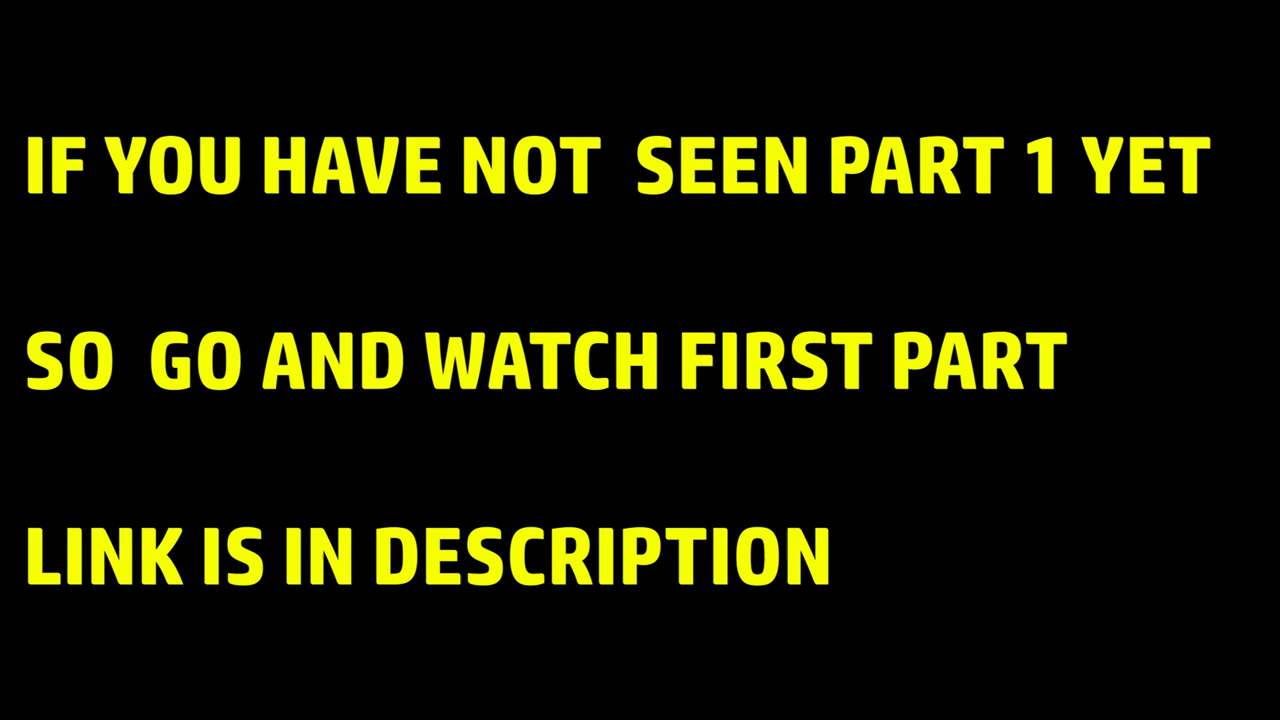 IF YOU HAVE NOT  SEEN PART 1 YET
SO  GO AND WATCH FIRST PART
LINK IS IN DESCRIPTION